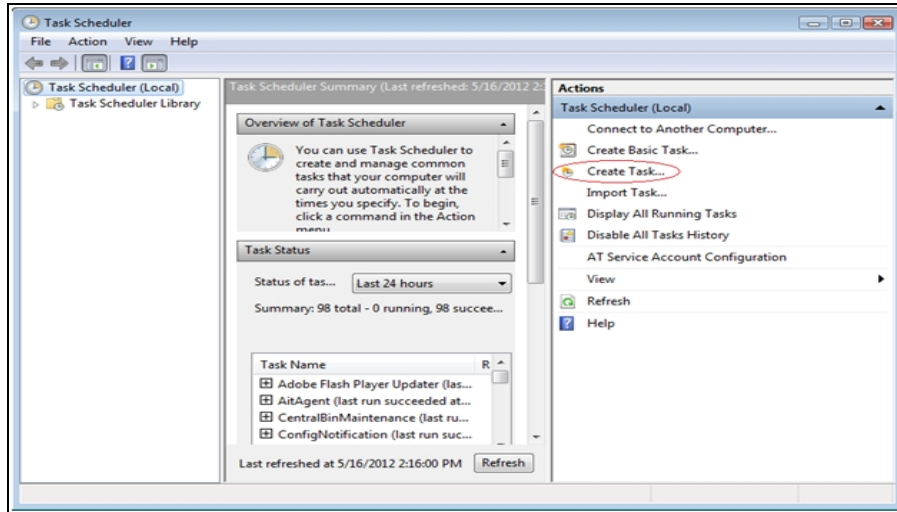 Task Scheduler
File Action View Help
Task Scheduler (Local)
Task Scheduler Library
Task Scheduler Summary (Last refreshed: 5/16/2012 2:
Overview of Task Scheduler
You can use Task Scheduler to
create and manage common
tasks that your computer will
carry out automatically at the
times you specify. To begin,
click a command in the Action
menu
Task Status
Status of tas... Last 24 hours
Summary: 98 total - 0 running, 98 succee...
Task Name R
Adobe Flash Player Updater (las...
AitAgent (last run succeeded at...
CentralBinMaintenance (last ru...
ConfigNotification (last run suc...
Last refreshed at 5/16/2012 2:16:00 PM Refresh
Actions
Task Scheduler (Local)
Connect to Another Computer...
Create Basic Task...
Create Task...
Import Task...
Display All Running Tasks
Disable All Tasks History
AT Service Account Configuration
View
Refresh
Help